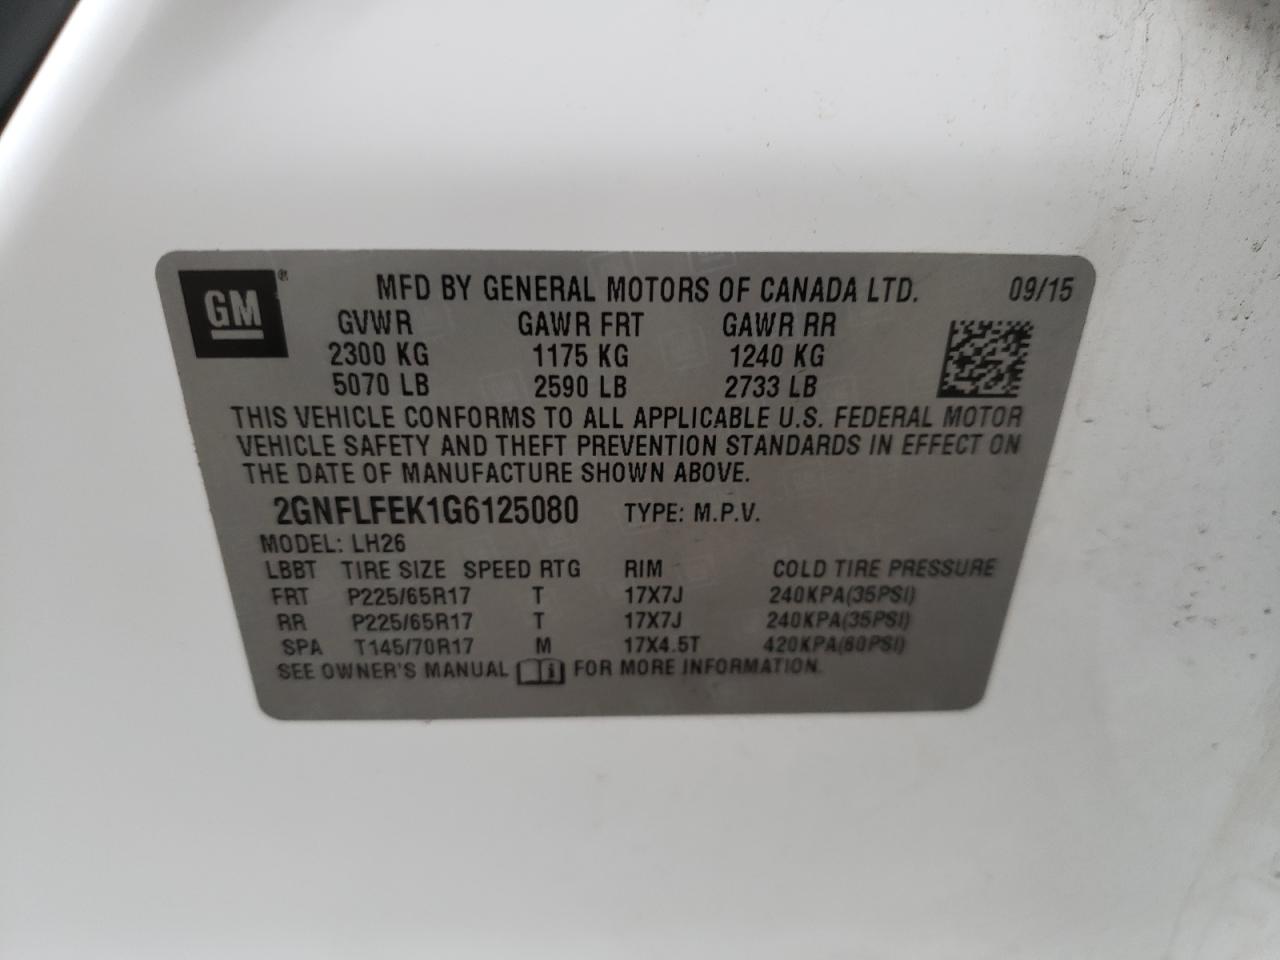 GM ®
MFD BY GENERAL MOTORS OF CANADA LTD. 09/15
GVWR GAWR FRT GAWR RR
2300 KG 1175 KG 1240 KG
5070 LB 2590 LB 2733 LB
THIS VEHICLE CONFORMS TO ALL APPLICABLE U.S. FEDERAL MOTOR
VEHICLE SAFETY AND THEFT PREVENTION STANDARDS IN EFFECT ON
THE DATE OF MANUFACTURE SHOWN ABOVE.
2GNFLFEK1G6125080 TYPE: M.P.V.
MODEL: LH26
LBBT TIRE SIZE SPEED RTG RIM COLD TIRE PRESSURE
FRT P225/65R17 T 17X7J 240KPA(35PSI)
RR P225/65R17 T 17X7J 240KPA(35PSI)
SPA T145/70R17 M 17X4.5T 420KPA(60PSI)
SEE OWNER'S MANUAL i FOR MORE INFORMATION.